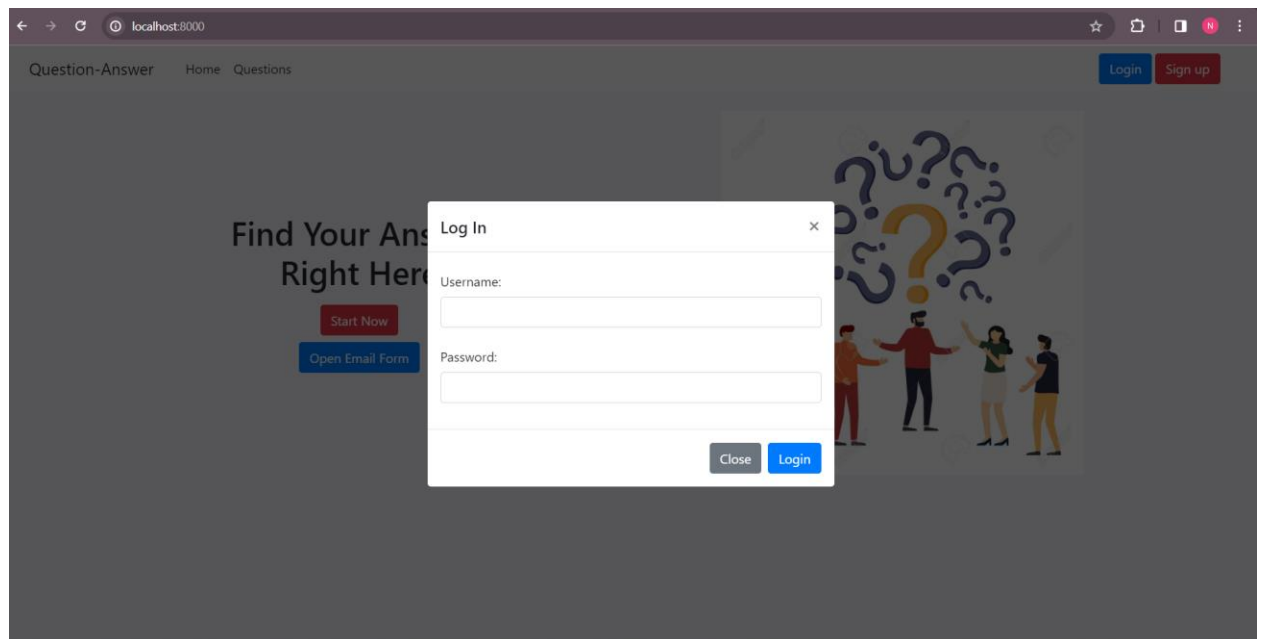 localhost:8000
N
Question-Answer Home Questions Login Sign up
Find Your Ans
Right Here
Start Now
Open Email Form
Log In ×
Username:
Password:
Close Login